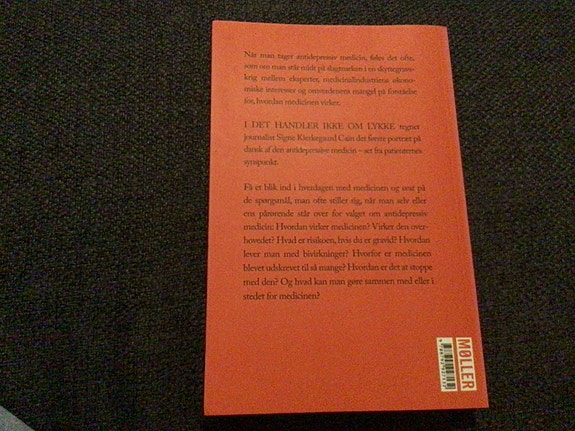 Når man tager antidepressiv medicin, føles det ofte,
som om man står midt på slagmarken i en skyttegravs-
krig mellem eksperter, medicinalindustriens økono-
miske interesser og omverdenens mangel på forståelse
for, hvordan medicinen virker.
I DET HANDLER IKKE OM LYKKE tegner
journalist Signe Kierkegaard Cain det første portræt på
dansk af den antidepressive medicin – set fra patienternes
synspunkt.
Få et blik ind i hverdagen med medicinen og svar på
de spørgsmål, man ofte stiller sig, når man selv eller
ens pårørende står over for valget om antidepressiv
medicin: Hvordan virker medicinen? Virker den over-
hovedet? Hvad er risikoen, hvis du er gravid? Hvordan
lever man med bivirkninger? Hvorfor er medicinen
blevet udskrevet til så mange? Hvordan er det at stoppe
med den? Og hvad kan man gøre sammen med eller i
stedet for medicinen?
MØLLER